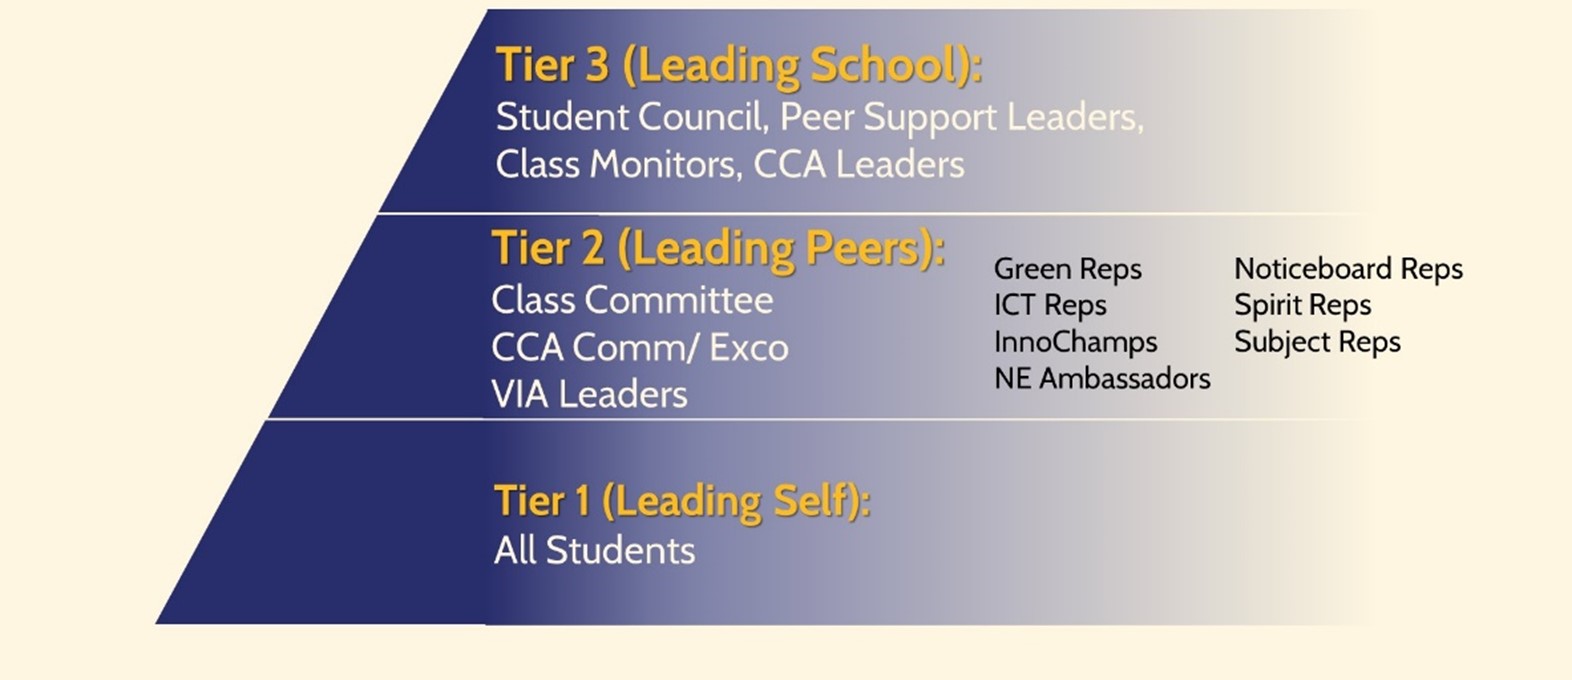 Tier 3 (Leading School):
Student Council, Peer Support Leaders,
Class Monitors, CCA Leaders
Tier 2 (Leading Peers):
Class Committee
CCA Comm/ Exco
VIA Leaders
Green Reps
ICT Reps
InnoChamps
NE Ambassadors
Noticeboard Reps
Spirit Reps
Subject Reps
Tier 1 (Leading Self):
All Students